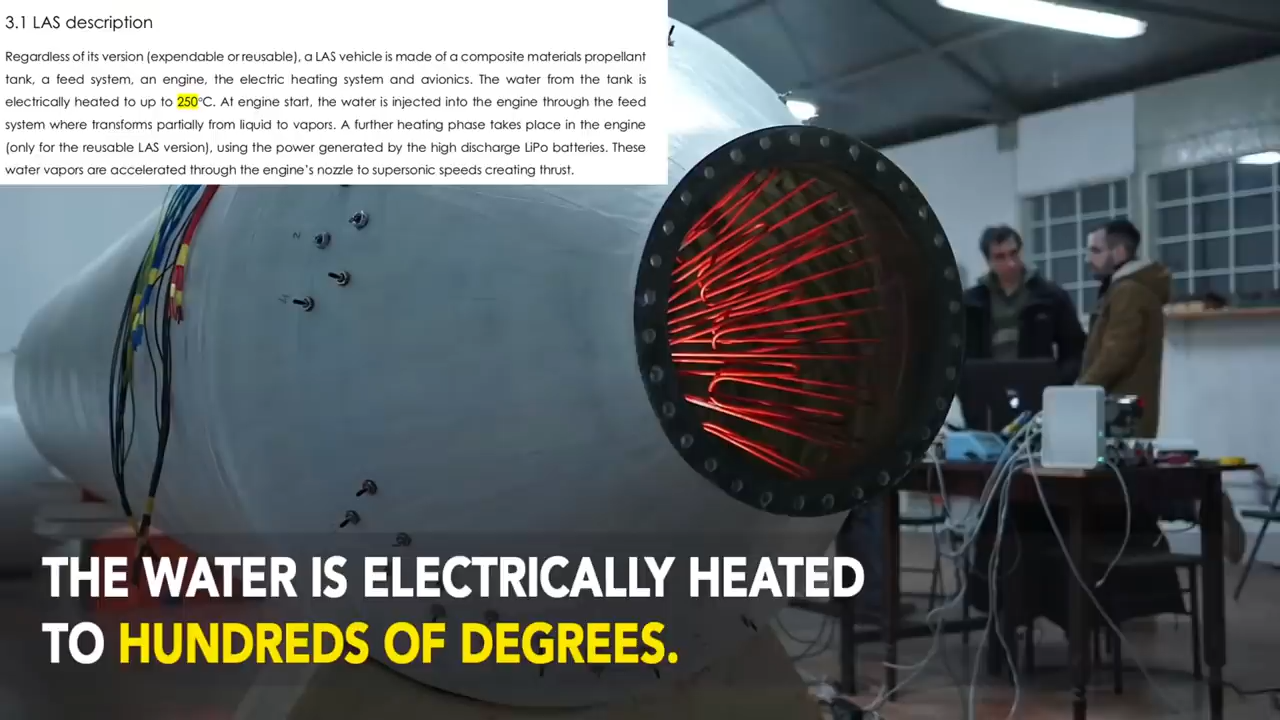 3.1 LAS description
Regardless of its version (expendable or reusable), a LAS vehicle is made of a composite materials propellant
tank, a feed system, an engine, the electric heating system and avionics. The water from the tank is
electrically heated to up to 250°C. At engine start, the water is injected into the engine through the feed
system where transforms partially from liquid to vapors. A further heating phase takes place in the engine
(only for the reusable LAS version), using the power generated by the high discharge LiPo batteries. These
water vapors are accelerated through the engine's nozzle to supersonic speeds creating thrust.
THE WATER IS ELECTRICALLY HEATED
TO HUNDREDS OF DEGREES.